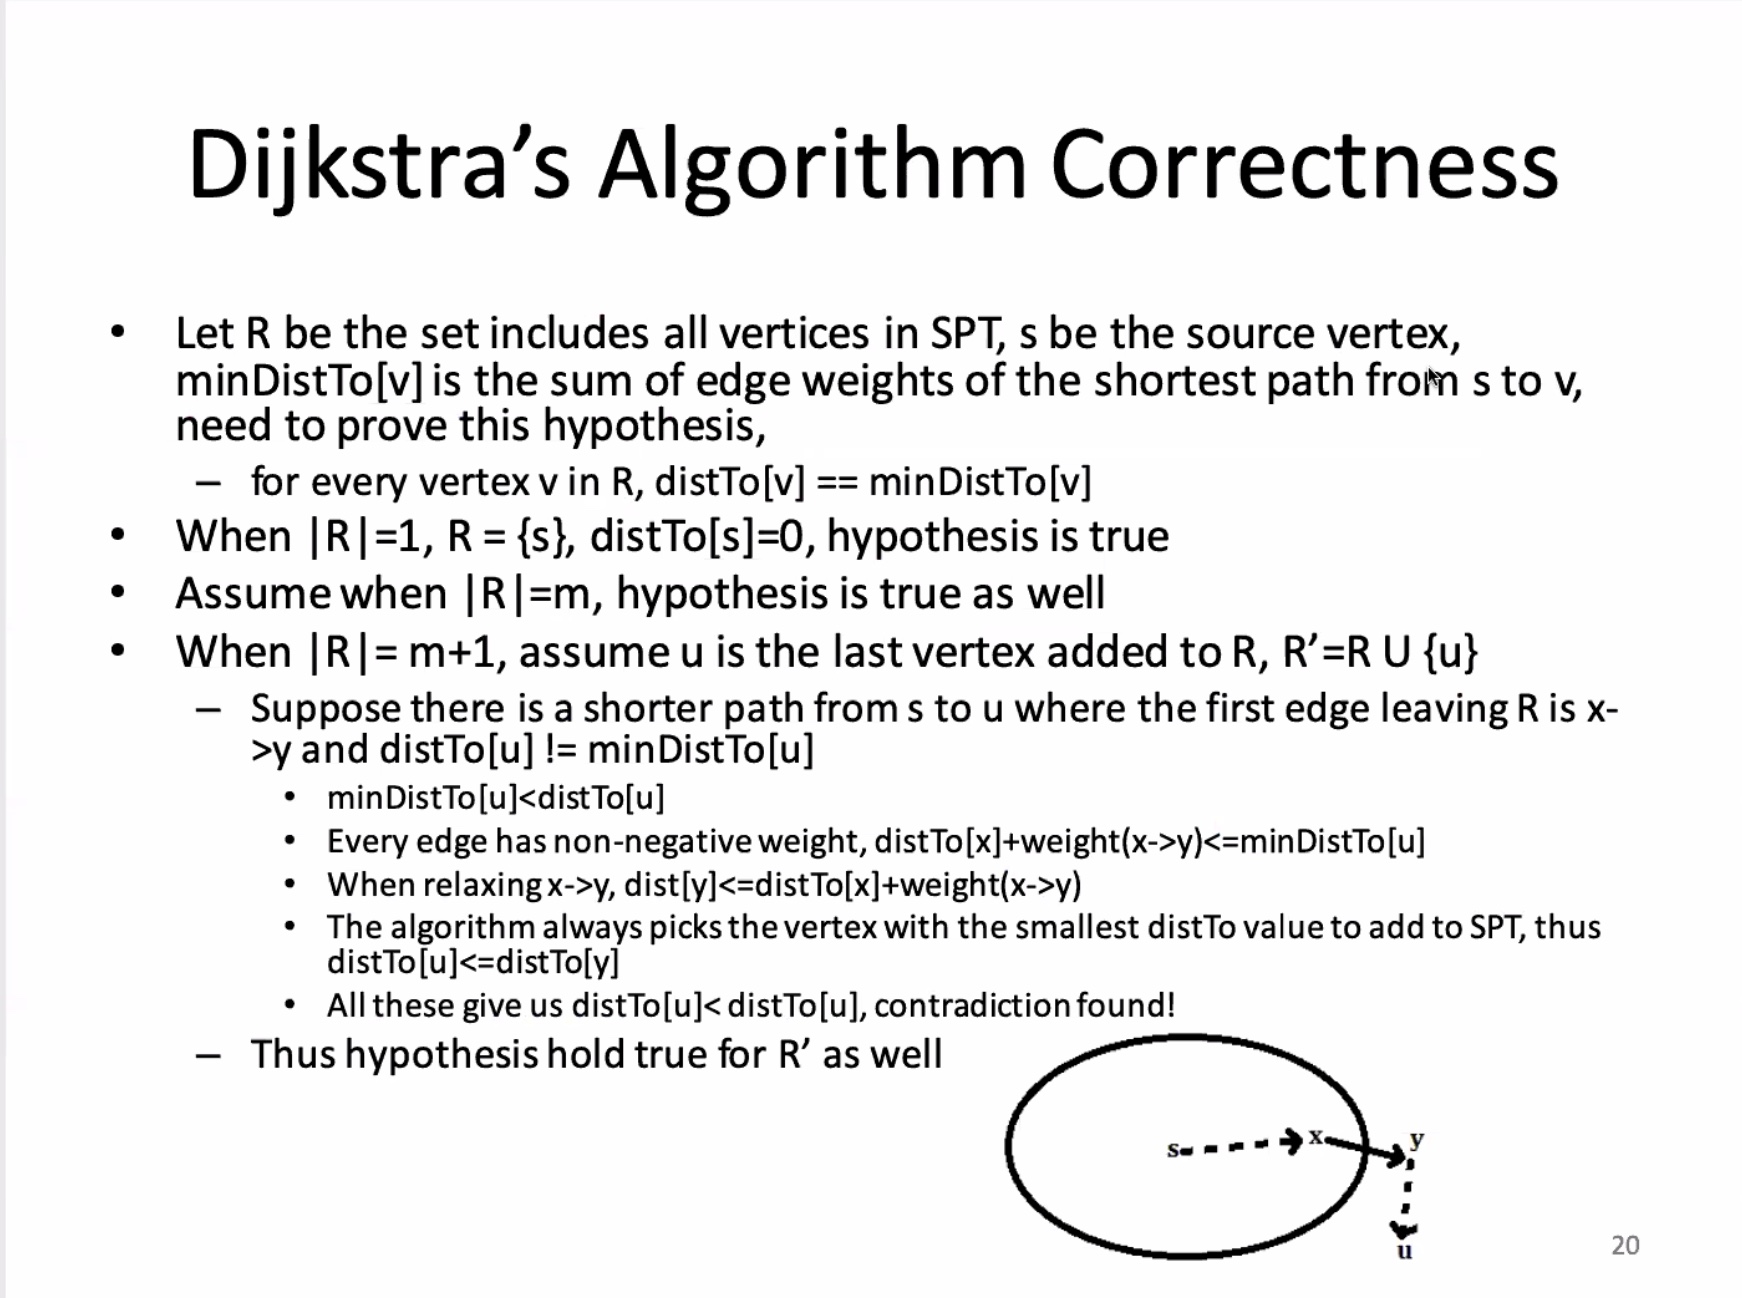 Dijkstra’s Algorithm Correctness
• Let R be the set includes all vertices in SPT, s be the source vertex,
minDistTo[v] is the sum of edge weights of the shortest path from s to v,
need to prove this hypothesis,
– for every vertex v in R, distTo[v] == minDistTo[v]
• When |R|=1, R = {s}, distTo[s]=0, hypothesis is true
• Assume when |R|=m, hypothesis is true as well
• When |R|= m+1, assume u is the last vertex added to R, R’=R U {u}
– Suppose there is a shorter path from s to u where the first edge leaving R is x-
>y and distTo[u] != minDistTo[u]
• minDistTo[u]<distTo[u]
• Every edge has non-negative weight, distTo[x]+weight(x->y)<=minDistTo[u]
• When relaxing x->y, dist[y]<=distTo[x]+weight(x->y)
• The algorithm always picks the vertex with the smallest distTo value to add to SPT, thus
distTo[u]<=distTo[y]
• All these give us distTo[u]< distTo[u], contradiction found!
– Thus hypothesis hold true for R’ as well
s x y
u
20